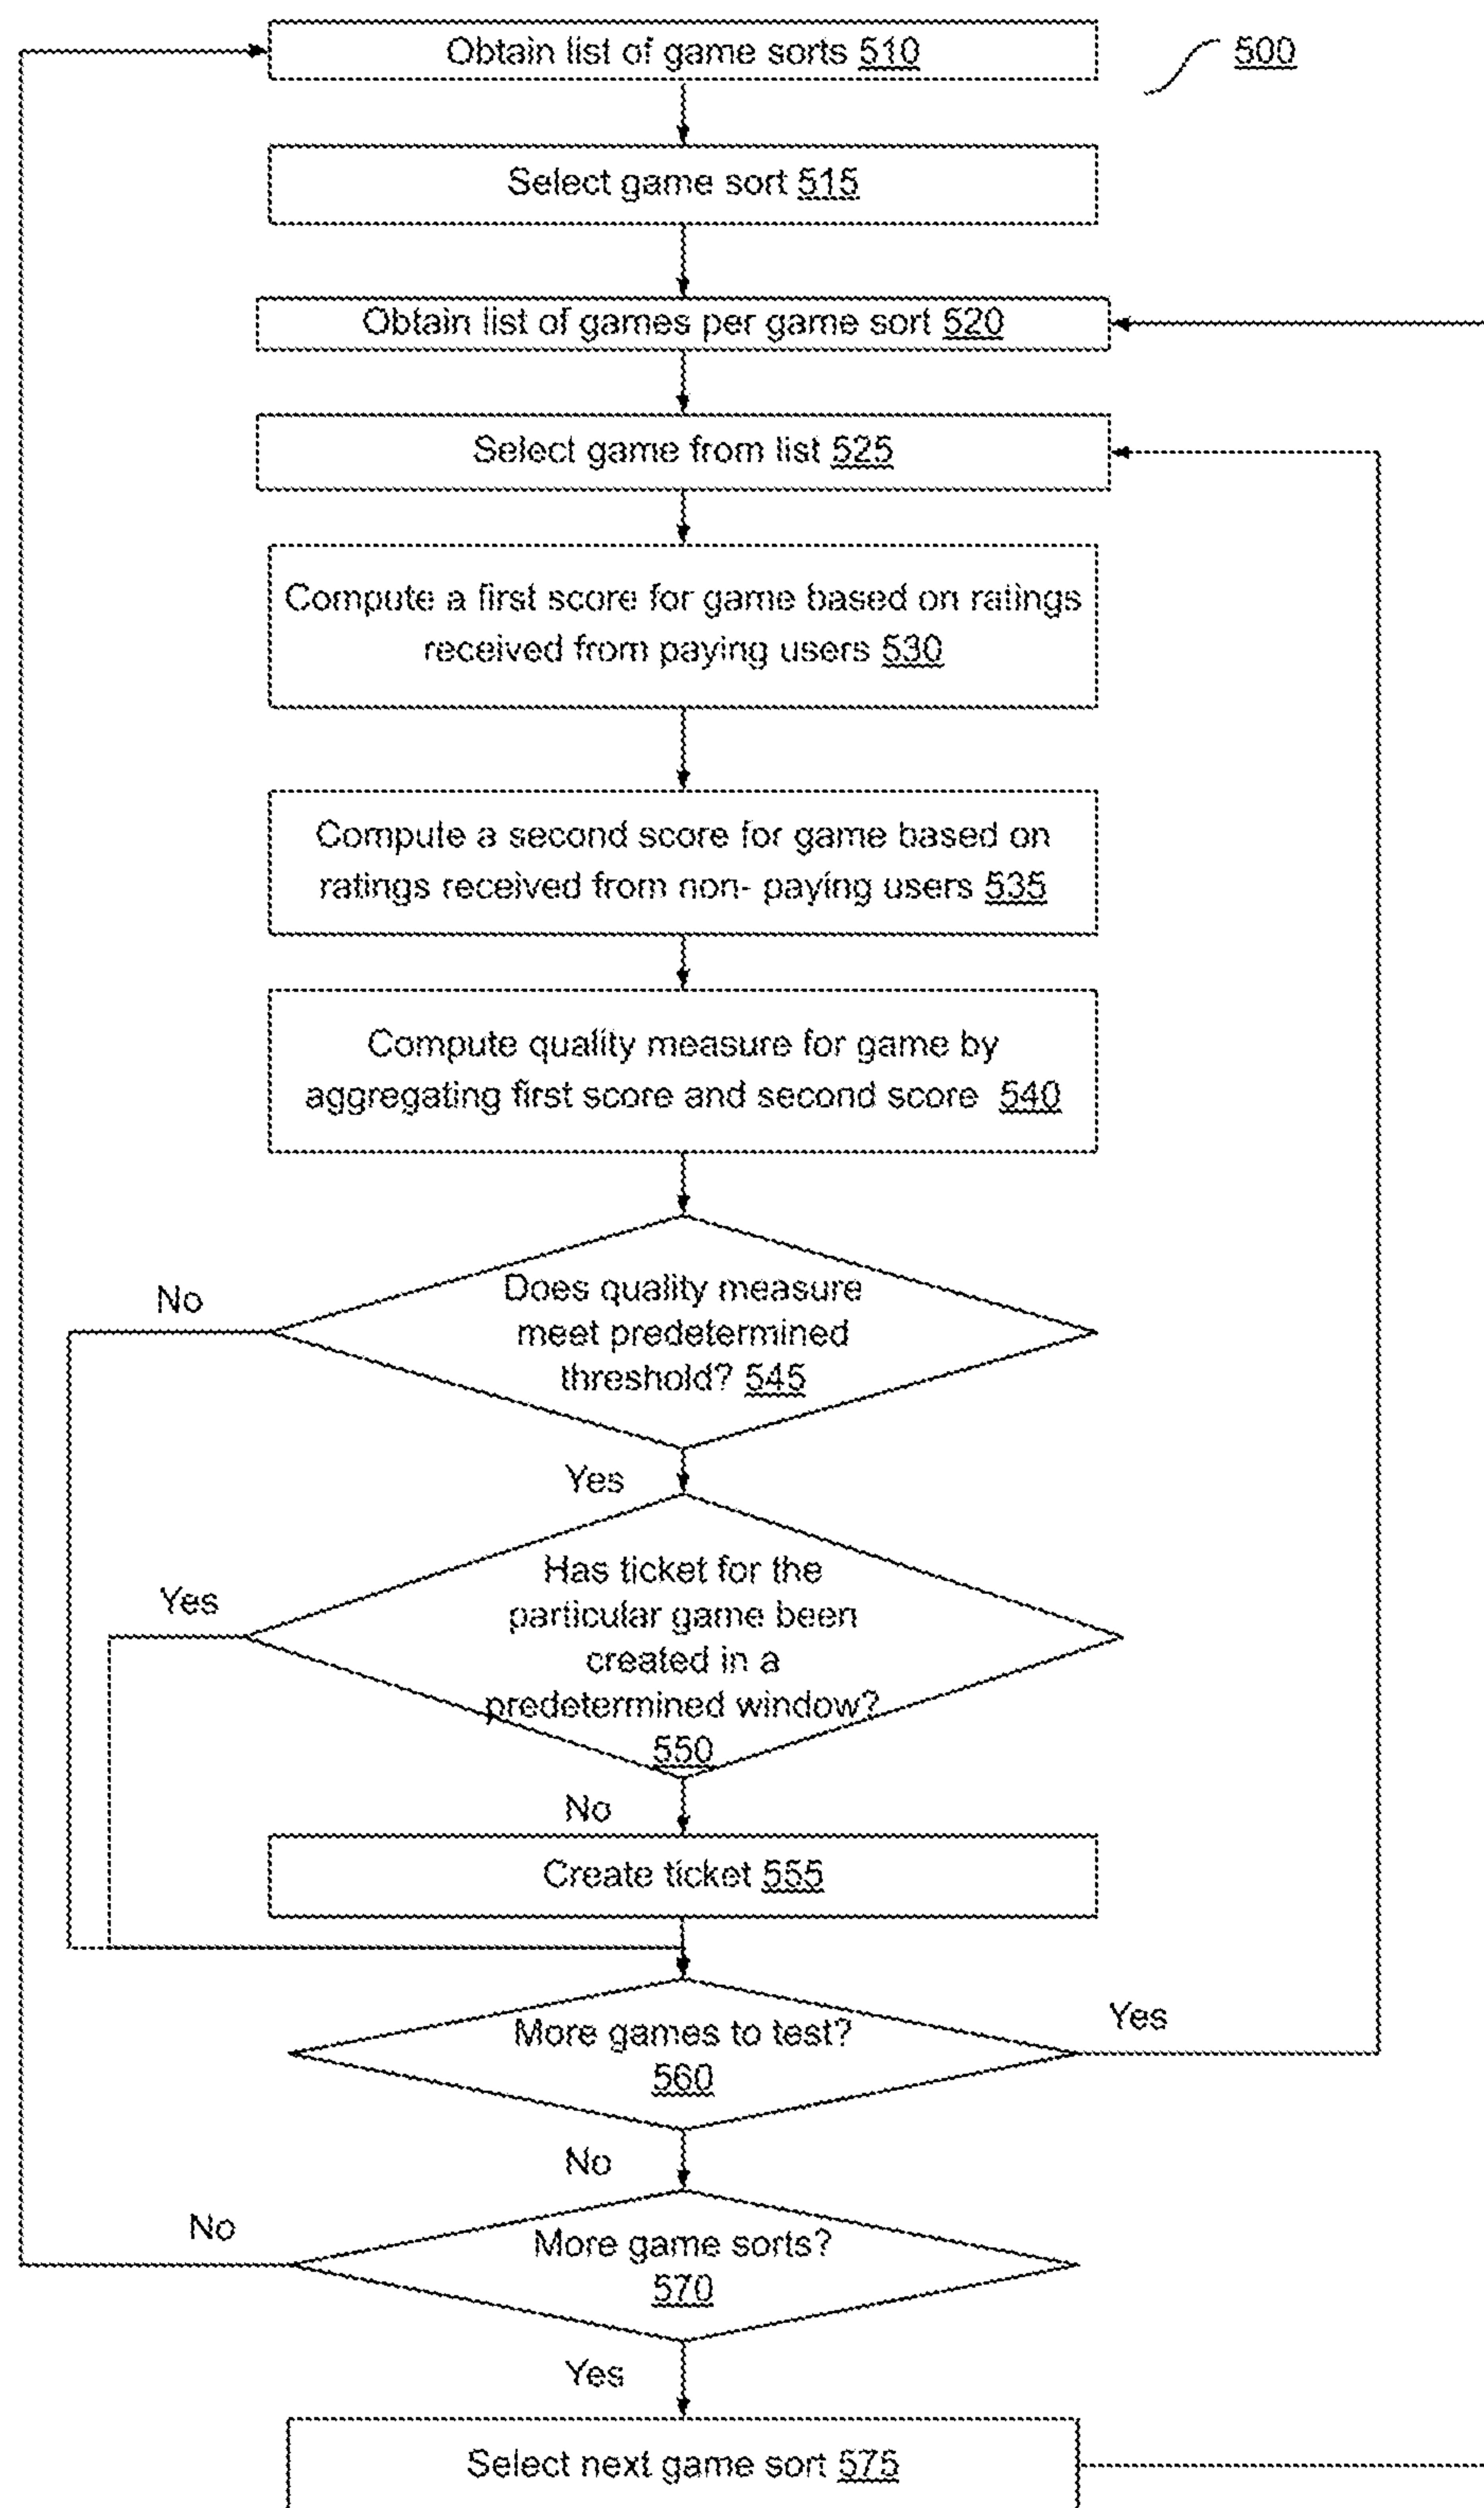 Obtain list of game sorts 510
500
Select game sort 515
Obtain list of games per game sort 520
Select game from list 525
Compute a first score for game based on ratings
received from paying users 530
Compute a second score for game based on
ratings received from non- paying users 535
Compute quality measure for game by
aggregating first score and second score 540
Does quality measure
meet predetermined
threshold? 545
No
Yes
Has ticket for the
particular game been
created in a
predetermined window?
550
Yes
No
Create ticket 555
More games to test?
560
Yes
No
More game sorts?
570
No
Yes
Select next game sort 575